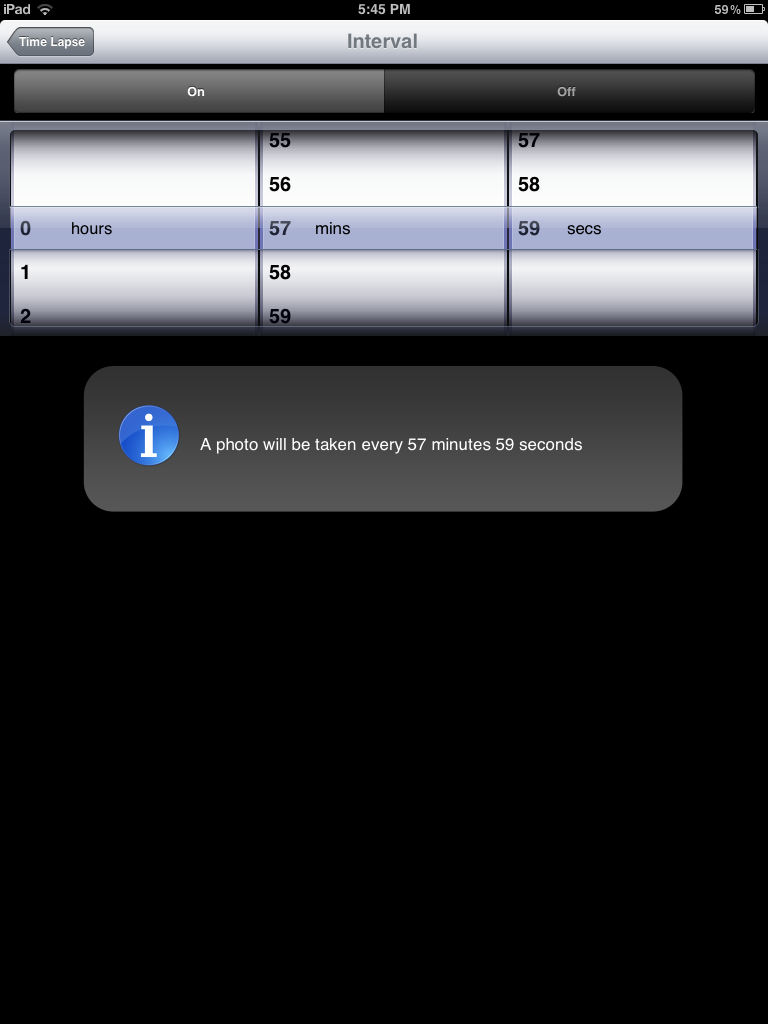 iPad 5:45 PM 59%
Time Lapse Interval
On Off
55 57
56 58
0 hours 57 mins 59 secs
1 58
2 59
A photo will be taken every 57 minutes 59 seconds